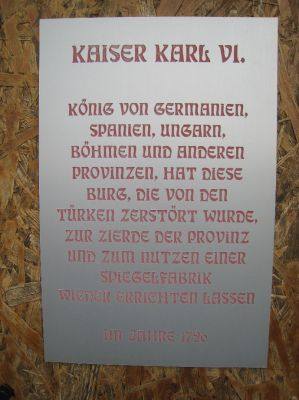 KAISER KARL VI.
KÖNIG VON GERMANIEN,
SPANIEN, UNGARN,
BÖHMEN UND ANDEREN
PROVINZEN, HAT DIESE
BURG, DIE VON DEN
TÜRKEN ZERSTÖRT WURDE,
ZUR ZIERDE DER PROVINZ
UND ZUM NUTZEN EINER
SPIEGELFABRIK
WIEDER ERRICHTEN LASSEN
IM JAHRE